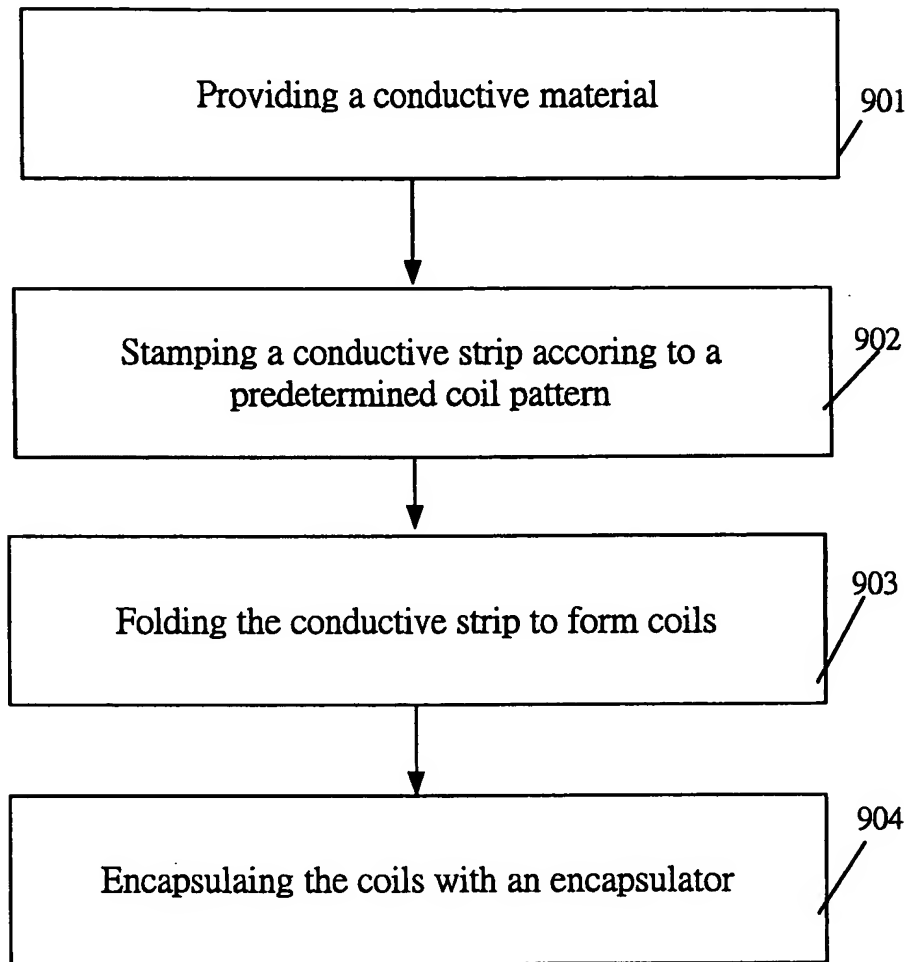 Providing a conductive material
901
Stamping a conductive strip accoring to a
predetermined coil pattern
902
Folding the conductive strip to form coils
903
Encapsulaing the coils with an encapsulator
904